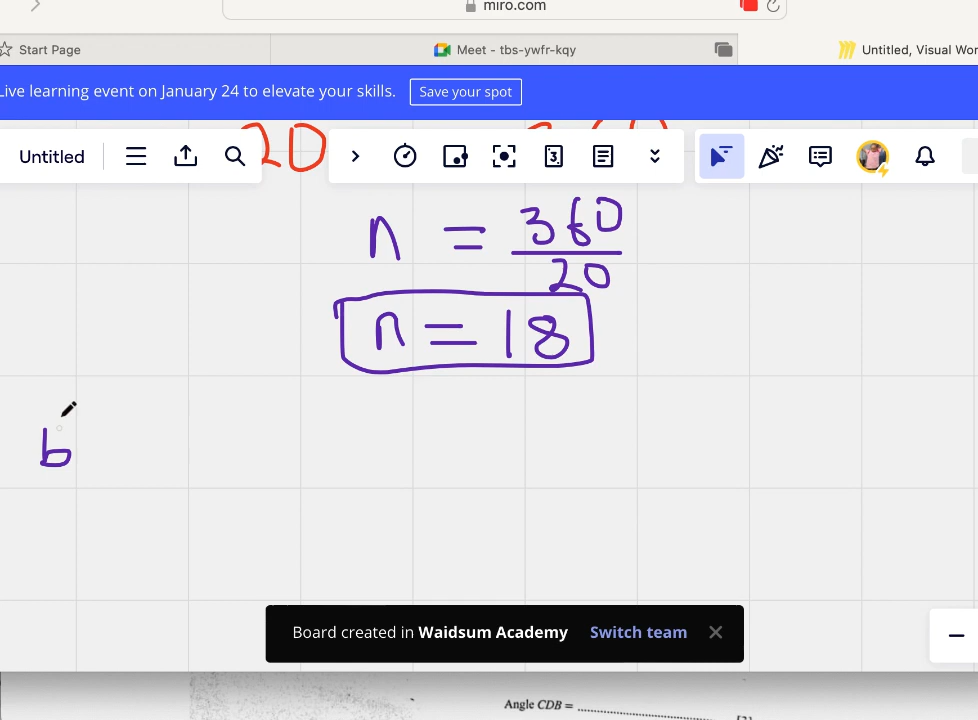 miro.com
Start Page
Meet - tbs-ywfr-kqy
Untitled, Visual Wor
Live learning event on January 24 to elevate your skills. Save your spot
Untitled
3
20
n = 360
20
n = 18
b
Board created in Waidsum Academy Switch team
Angle CDB = ........................
[2]